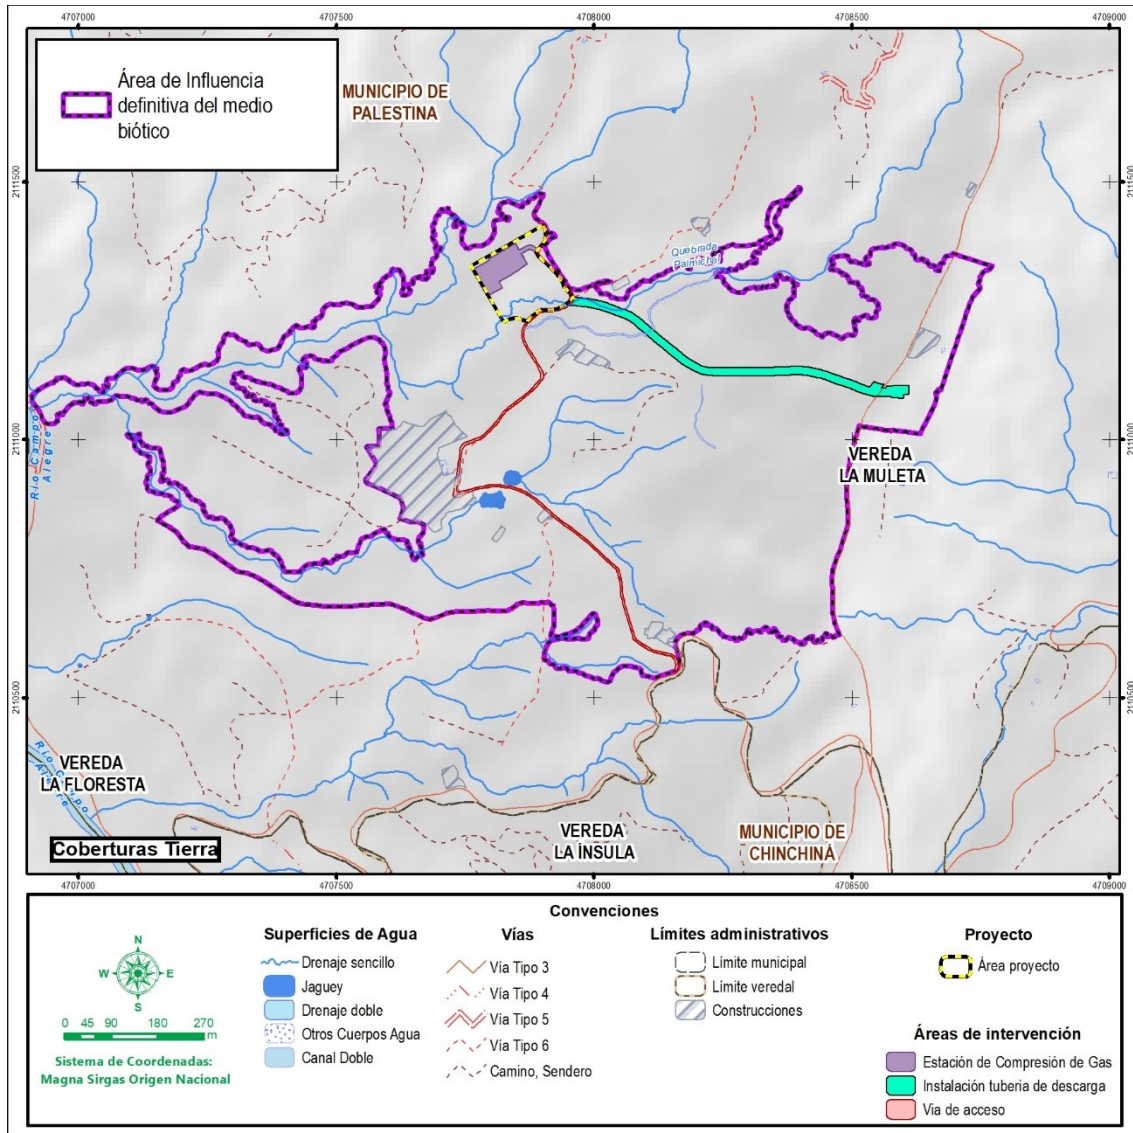 4707000 4707500 4708000 4708500 4709000
Área de Influencia
definitiva del medio
biótico
MUNICIPIO DE
PALESTINA
2111500 2111500
Quebrada
Palmichal
2111000 2111000
Río Campo
Alegre
VEREDA
LA MULETA
2110500 2110500
Río Campo
Alegre
VEREDA
LA FLORESTA
VEREDA
LA ÍNSULA
MUNICIPIO DE
CHINCHINÁ
Coberturas Tierra
4707000 4707500 4708000 4708500 4709000
Convenciones
N
W E
S
0 45 90 180 270
m
Sistema de Coordenadas:
Magna Sirgas Origen Nacional
Superficies de Agua
Drenaje sencillo
Jaguey
Drenaje doble
Otros Cuerpos Agua
Canal Doble
Vías
Vía Tipo 3
Vía Tipo 4
Vía Tipo 5
Vía Tipo 6
Camino, Sendero
Límites administrativos
Límite municipal
Límite veredal
Construcciones
Proyecto
Área proyecto
Áreas de intervención
Estación de Compresión de Gas
Instalación tuberia de descarga
Via de acceso